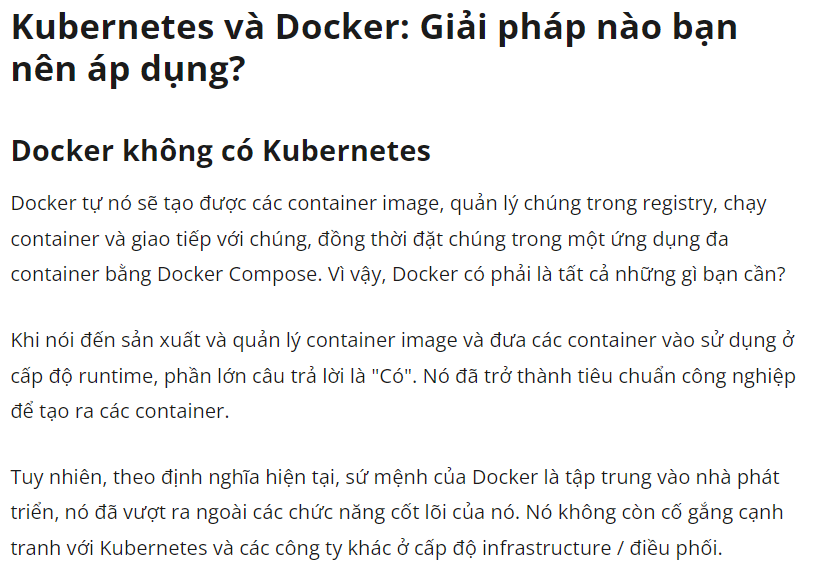 Kubernetes và Docker: Giải pháp nào bạn
nên áp dụng?
Docker không có Kubernetes
Docker tự nó sẽ tạo được các container image, quản lý chúng trong registry, chạy
container và giao tiếp với chúng, đồng thời đặt chúng trong một ứng dụng đa
container bằng Docker Compose. Vì vậy, Docker có phải là tất cả những gì bạn cần?
Khi nói đến sản xuất và quản lý container image và đưa các container vào sử dụng ở
cấp độ runtime, phần lớn câu trả lời là "Có". Nó đã trở thành tiêu chuẩn công nghiệp
để tạo ra các container.
Tuy nhiên, theo định nghĩa hiện tại, sứ mệnh của Docker là tập trung vào nhà phát
triển, nó đã vượt ra ngoài các chức năng cốt lõi của nó. Nó không còn cố gắng cạnh
tranh với Kubernetes và các công ty khác ở cấp độ infrastructure / điều phối.